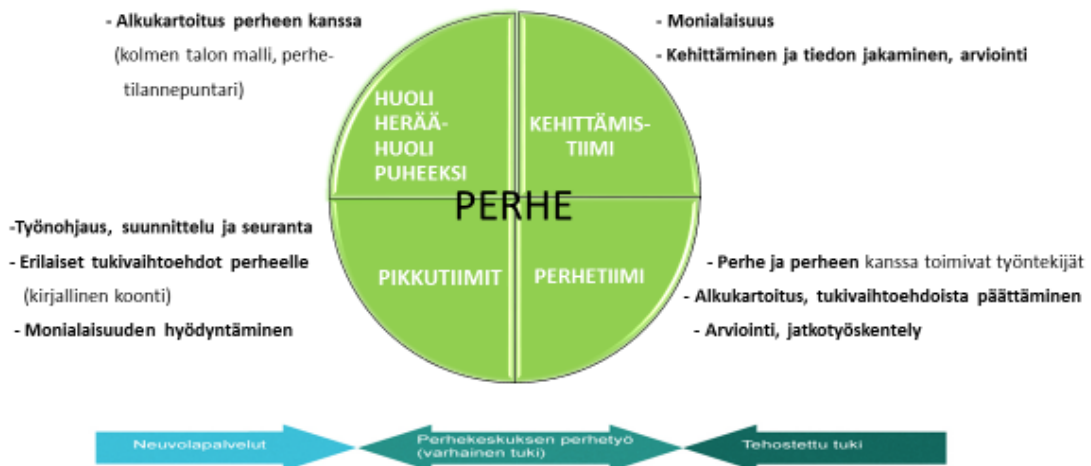 - Alkukartoitus perheen kanssa
(kolmen talon malli, perhe-
tilannepuntari)
- Monialaisuus
- Kehittäminen ja tiedon jakaminen, arviointi
HUOLI
HERÄÄ-
HUOLI
PUHEEKSI
KEHITTÄMIS-
TIIMI
PERHE
PIKKUTIIMIT
PERHETIIMI
-Työnohjaus, suunnittelu ja seuranta
- Erilaiset tukivaihtoehdot perheelle
(kirjallinen koonti)
- Monialaisuuden hyödyntäminen
- Perhe ja perheen kanssa toimivat työntekijät
- Alkukartoitus, tukivaihtoehdoista päättäminen
- Arviointi, jatkotyöskentely
Neuvolapalvelut
Perhekeskuksen perhetyö
(varhainen tuki)
Tehostettu tuki